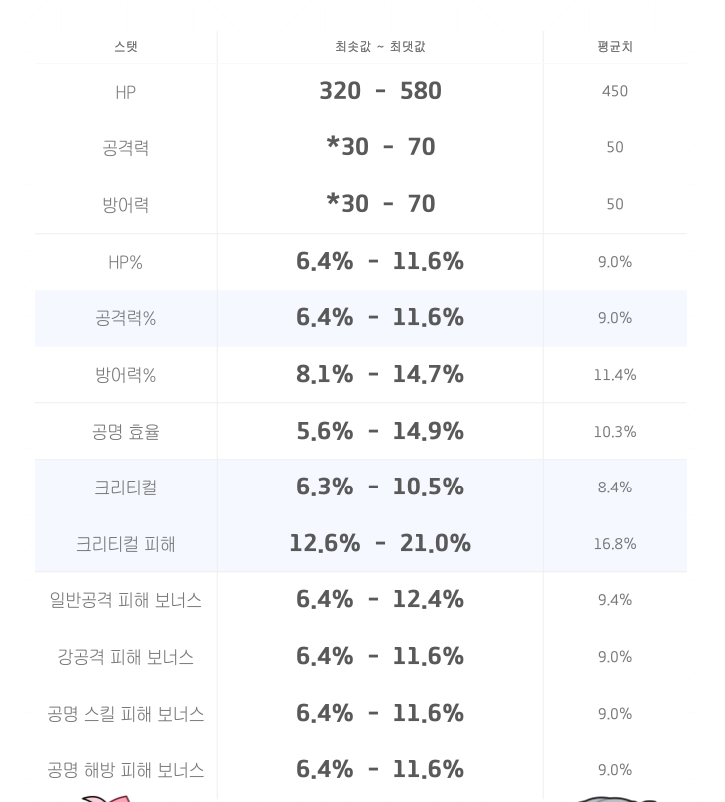 스탯 최솟값 ~ 최댓값 평균치
HP 320 - 580 450
공격력 *30 - 70 50
방어력 *30 - 70 50
HP% 6.4% - 11.6% 9.0%
공격력% 6.4% - 11.6% 9.0%
방어력% 8.1% - 14.7% 11.4%
공명 효율 5.6% - 14.9% 10.3%
크리티컬 6.3% - 10.5% 8.4%
크리티컬 피해 12.6% - 21.0% 16.8%
일반공격 피해 보너스 6.4% - 12.4% 9.4%
강공격 피해 보너스 6.4% - 11.6% 9.0%
공명 스킬 피해 보너스 6.4% - 11.6% 9.0%
공명 해방 피해 보너스 6.4% - 11.6% 9.0%